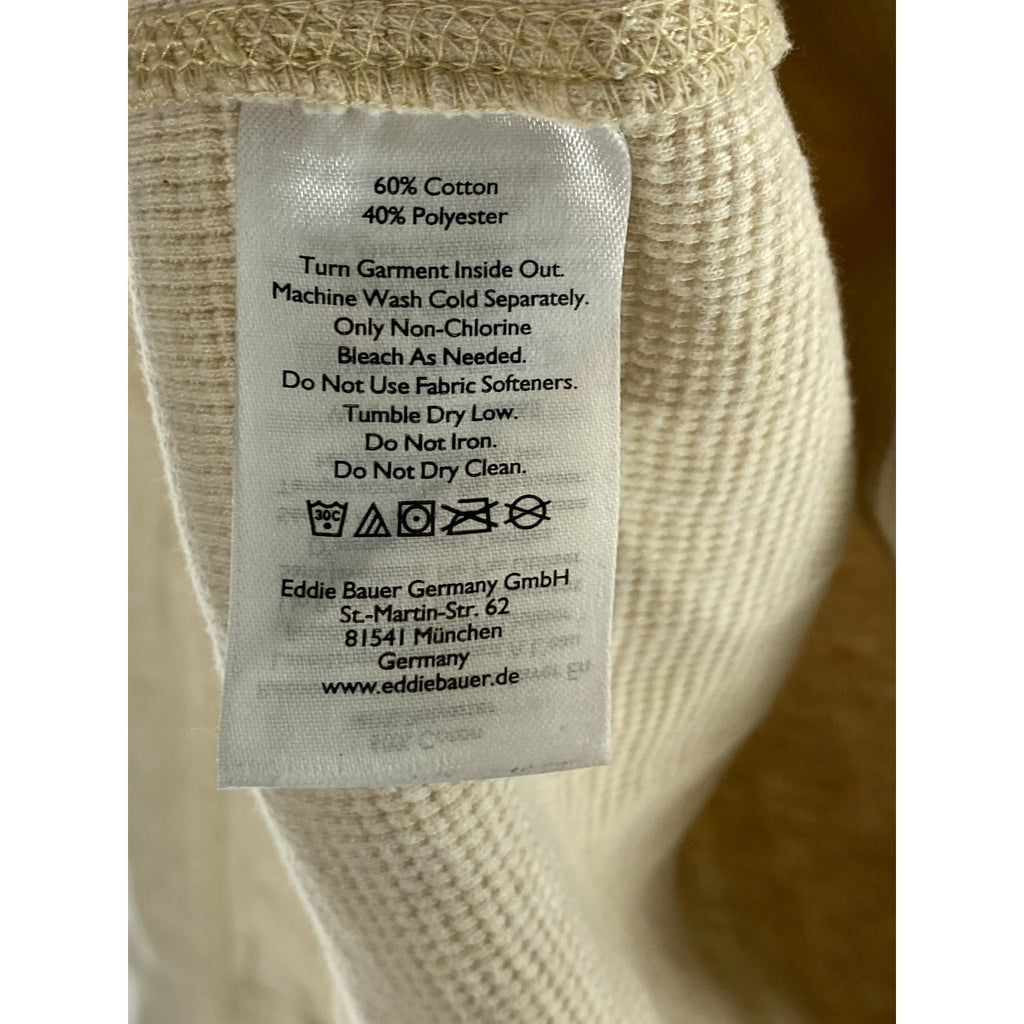 60% Cotton
40% Polyester
Turn Garment Inside Out.
Machine Wash Cold Separately.
Only Non-Chlorine
Bleach As Needed.
Do Not Use Fabric Softeners.
Tumble Dry Low.
Do Not Iron.
Do Not Dry Clean.
30C
Eddie Bauer Germany GmbH
St.-Martin-Str. 62
81541 München
Germany
www.eddiebauer.de